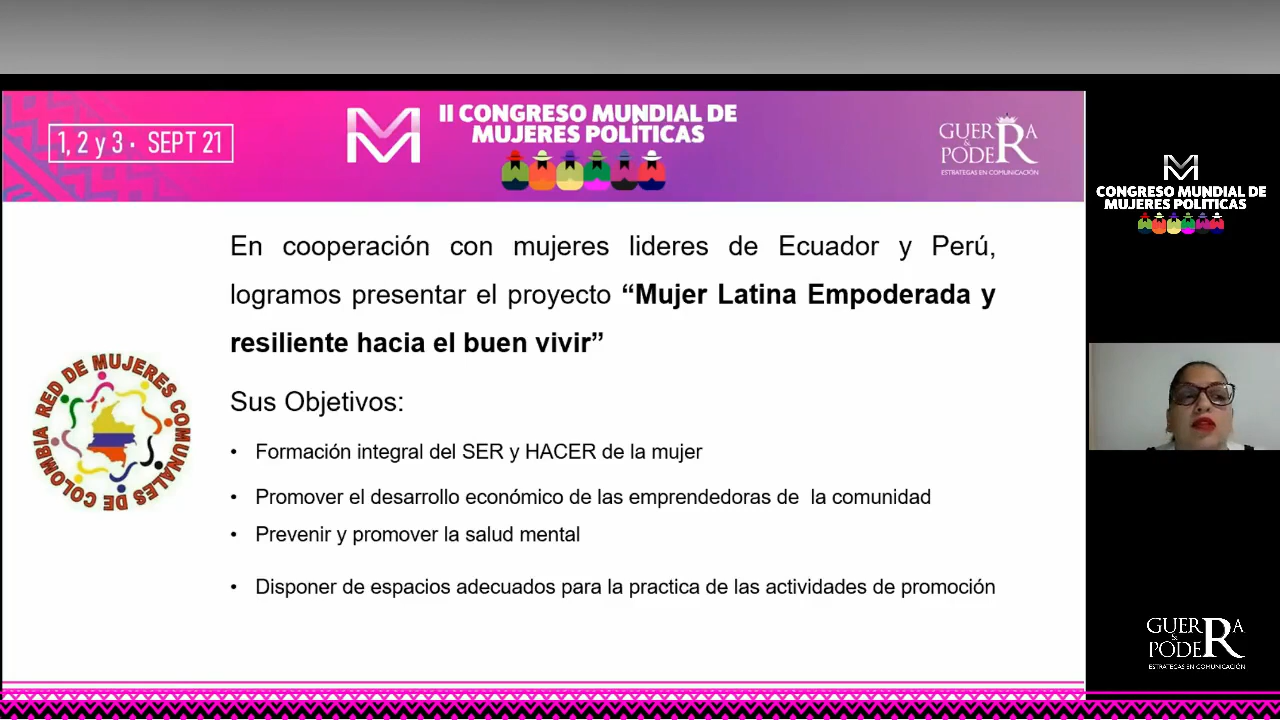 1, 2 y 3 · SEPT 21
II CONGRESO MUNDIAL DE
MUJERES POLÍTICAS
GUERRA
&
PODER
ESTRATEGAS EN COMUNICACIÓN
En cooperación con mujeres lideres de Ecuador y Perú,
logramos presentar el proyecto “Mujer Latina Empoderada y
resiliente hacia el buen vivir”
RED DE MUJERES COMUNALES DE COLOMBIA
Sus Objetivos:
• Formación integral del SER y HACER de la mujer
• Promover el desarrollo económico de las emprendedoras de la comunidad
• Prevenir y promover la salud mental
• Disponer de espacios adecuados para la practica de las actividades de promoción
CONGRESO MUNDIAL DE
MUJERES POLÍTICAS
GUERRA
&
PODER
ESTRATEGAS EN COMUNICACIÓN